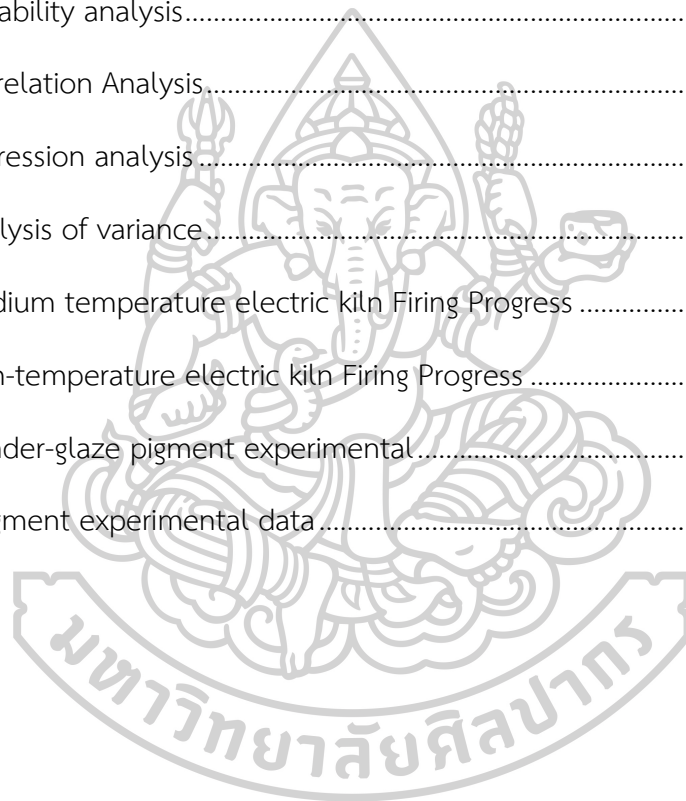 ability analysis....................................................................................
relation Analysis................................................................................
ression analysis.................................................................................
lysis of variance................................................................................
dium temperature electric kiln Firing Progress .................
n-temperature electric kiln Firing Progress .........................
nder-glaze pigment experimental............................................
gment experimental data............................................................
มหาวิทยาลัยศิลปากร